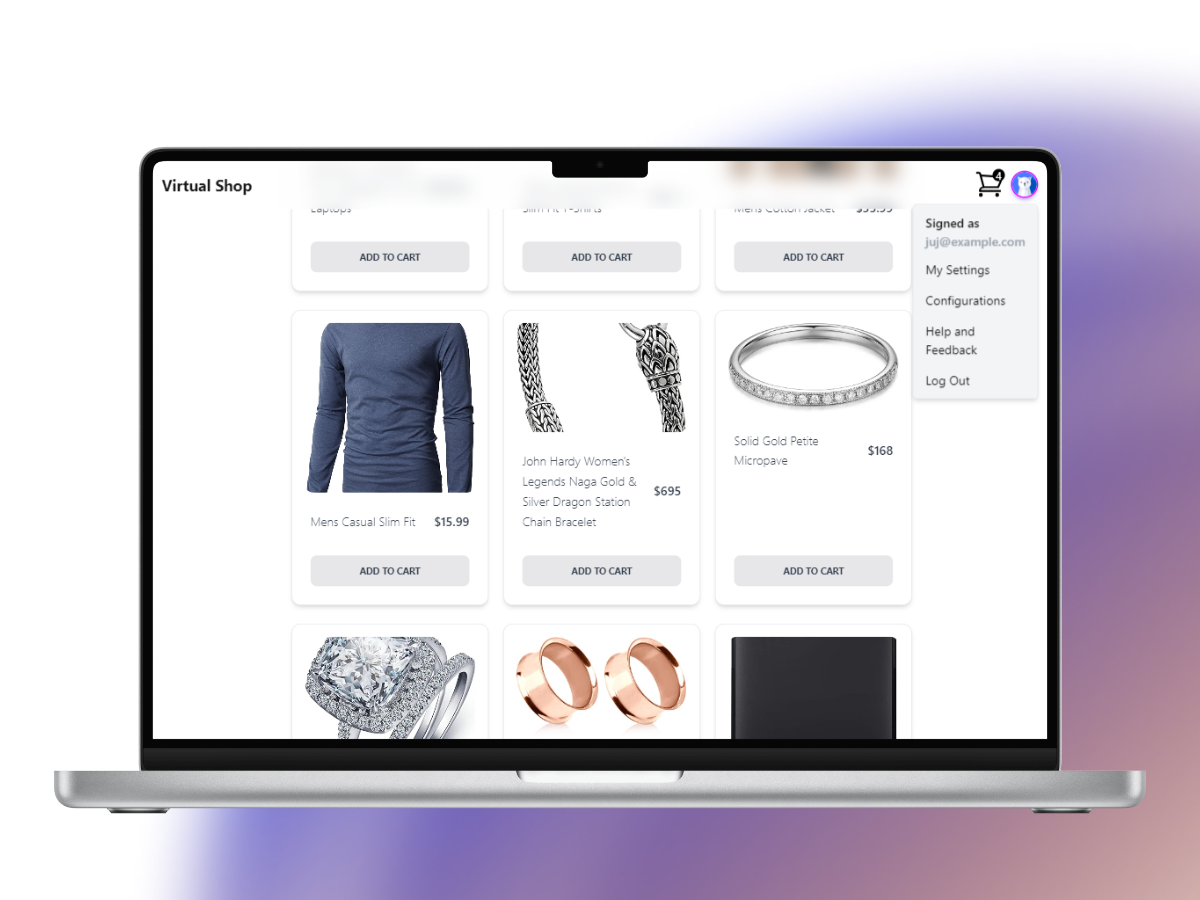 Virtual Shop
4
Laptops
Slim Fit T-Shirts
Mens Cotton Jacket $55.99
ADD TO CART
ADD TO CART
ADD TO CART
Signed as
juj@example.com
My Settings
Configurations
Help and
Feedback
Log Out
Mens Casual Slim Fit $15.99
John Hardy Women's
Legends Naga Gold &
Silver Dragon Station
Chain Bracelet
$695
Solid Gold Petite
Micropave
$168
ADD TO CART
ADD TO CART
ADD TO CART